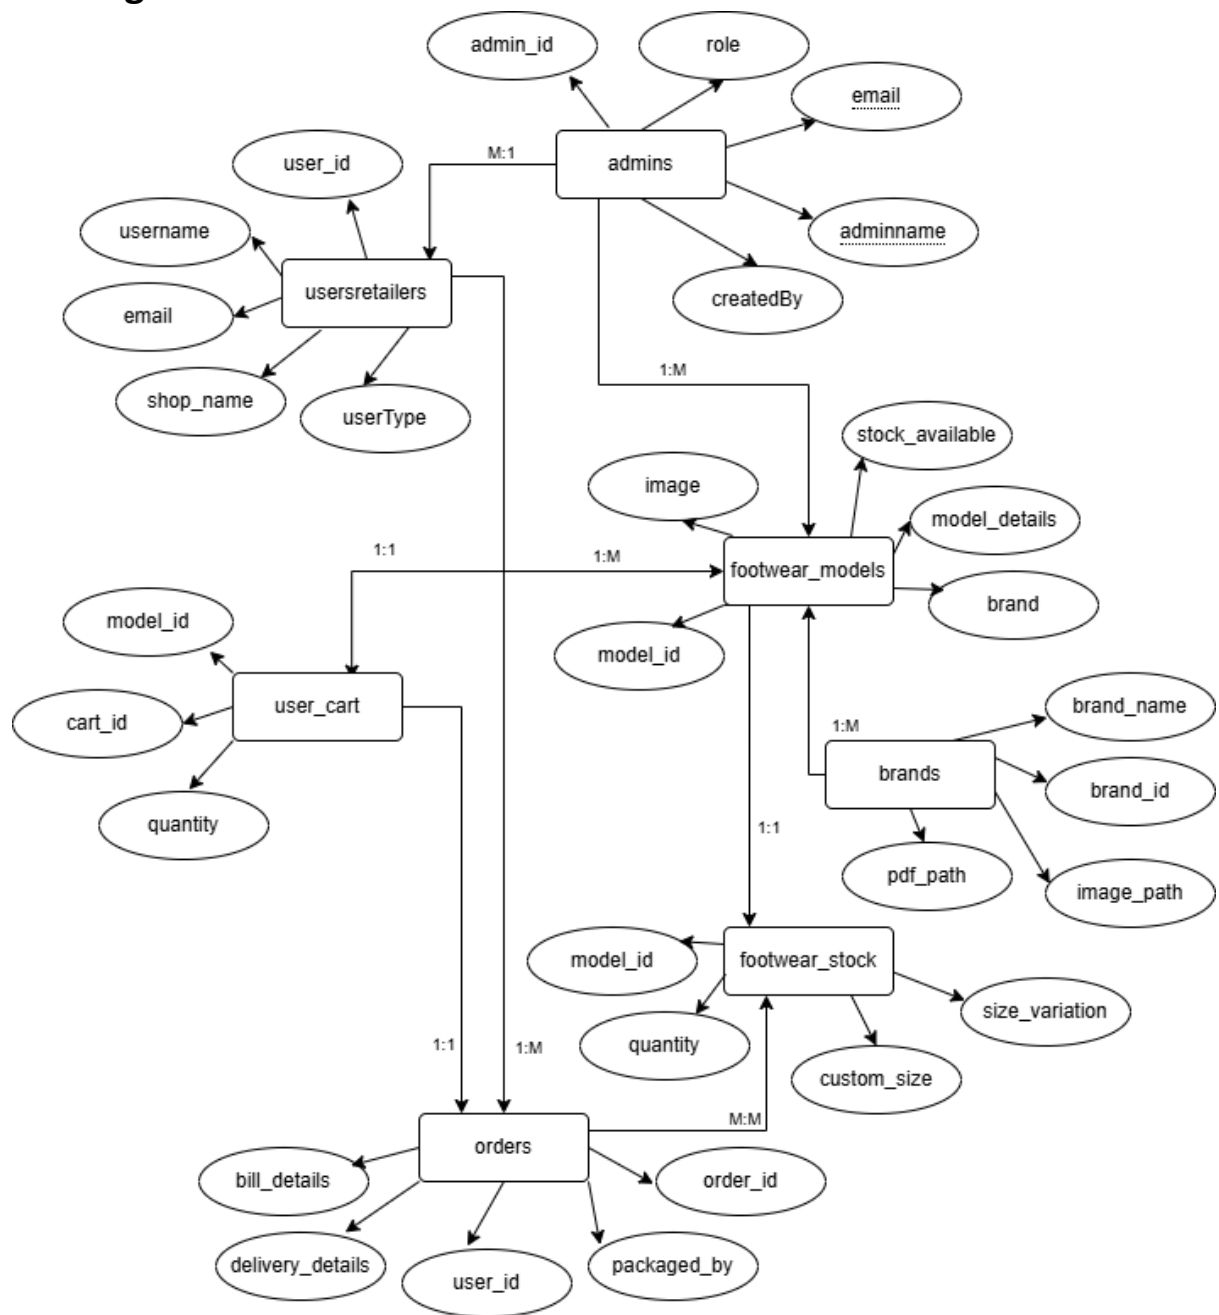 admin_id
role
email
admins
M:1
user_id
username
adminname
usersretailers
createdBy
email
1:M
shop_name
userType
stock_available
image
model_details
1:1
1:M
footwear_models
brand
model_id
model_id
user_cart
cart_id
brand_name
1:M
brands
brand_id
quantity
1:1
pdf_path
image_path
model_id
footwear_stock
size_variation
quantity
1:1
1:M
custom_size
M:M
orders
bill_details
order_id
delivery_details
packaged_by
user_id